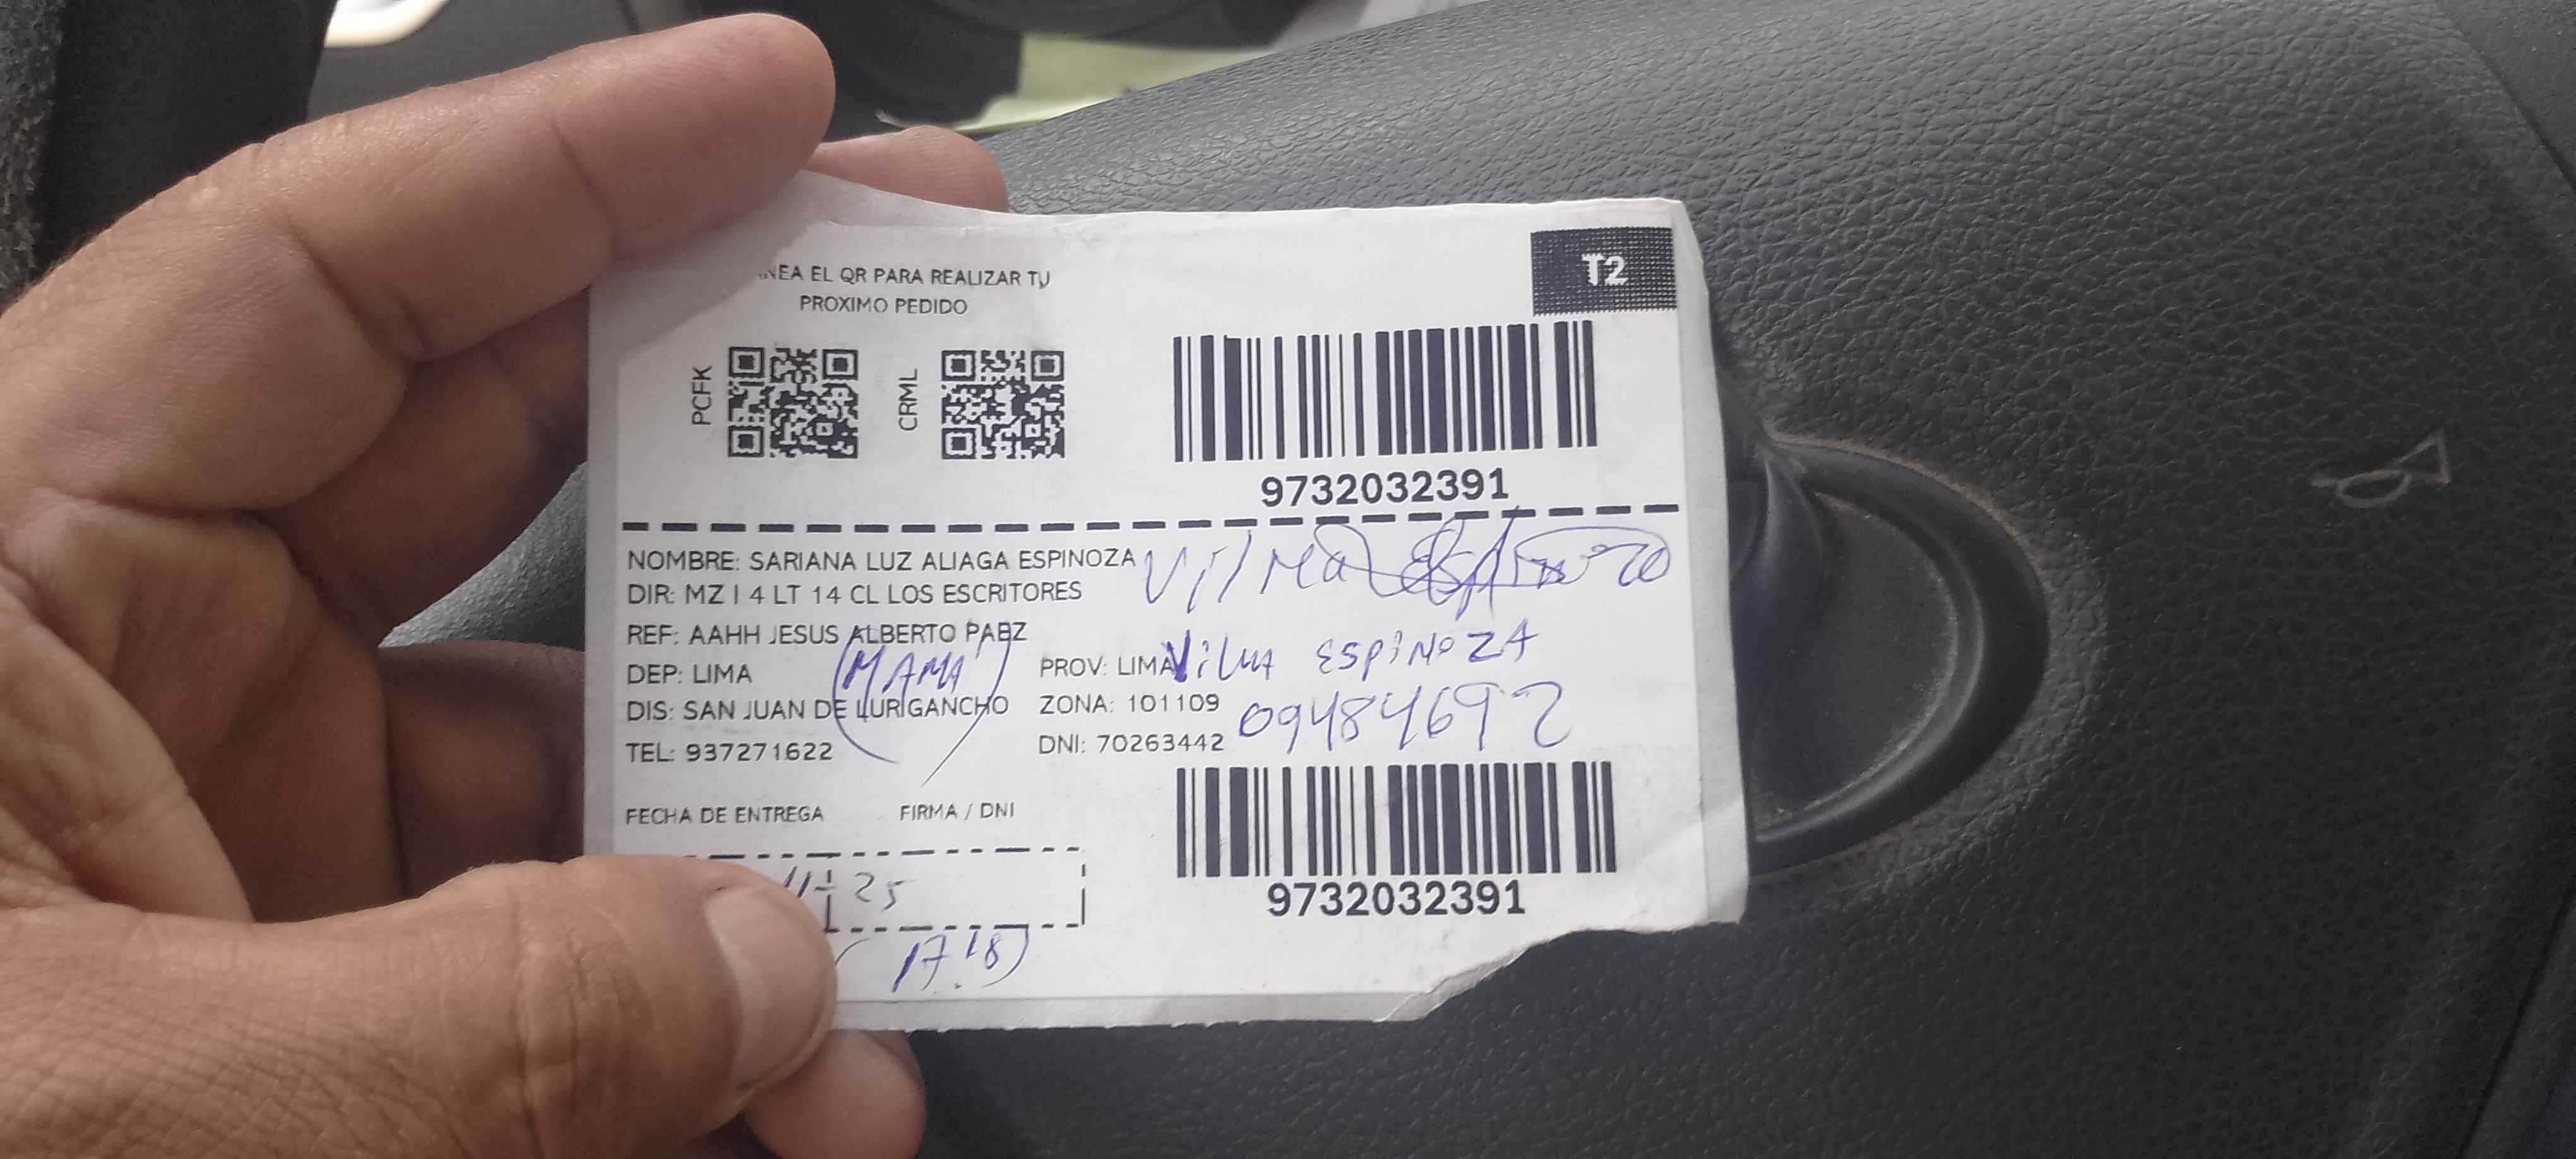 NEA EL QR PARA REALIZAR TU
PROXIMO PEDIDO
T2
PCFK
CRML
9732032391
NOMBRE: SARIANA LUZ ALIAGA ESPINOZA
Vilma Espinoza
DIR: MZ I 4 LT 14 CL LOS ESCRITORES
REF: AAHH JESUS ALBERTO PAEZ
(MAMA)
DEP: LIMA PROV: LIMA
Vilma ESPINOZA
DIS: SAN JUAN DE LURIGANCHO ZONA: 101109
09484692
TEL: 937271622 DNI: 70263442
FECHA DE ENTREGA FIRMA / DNI
11-25
9732032391
(17:18)